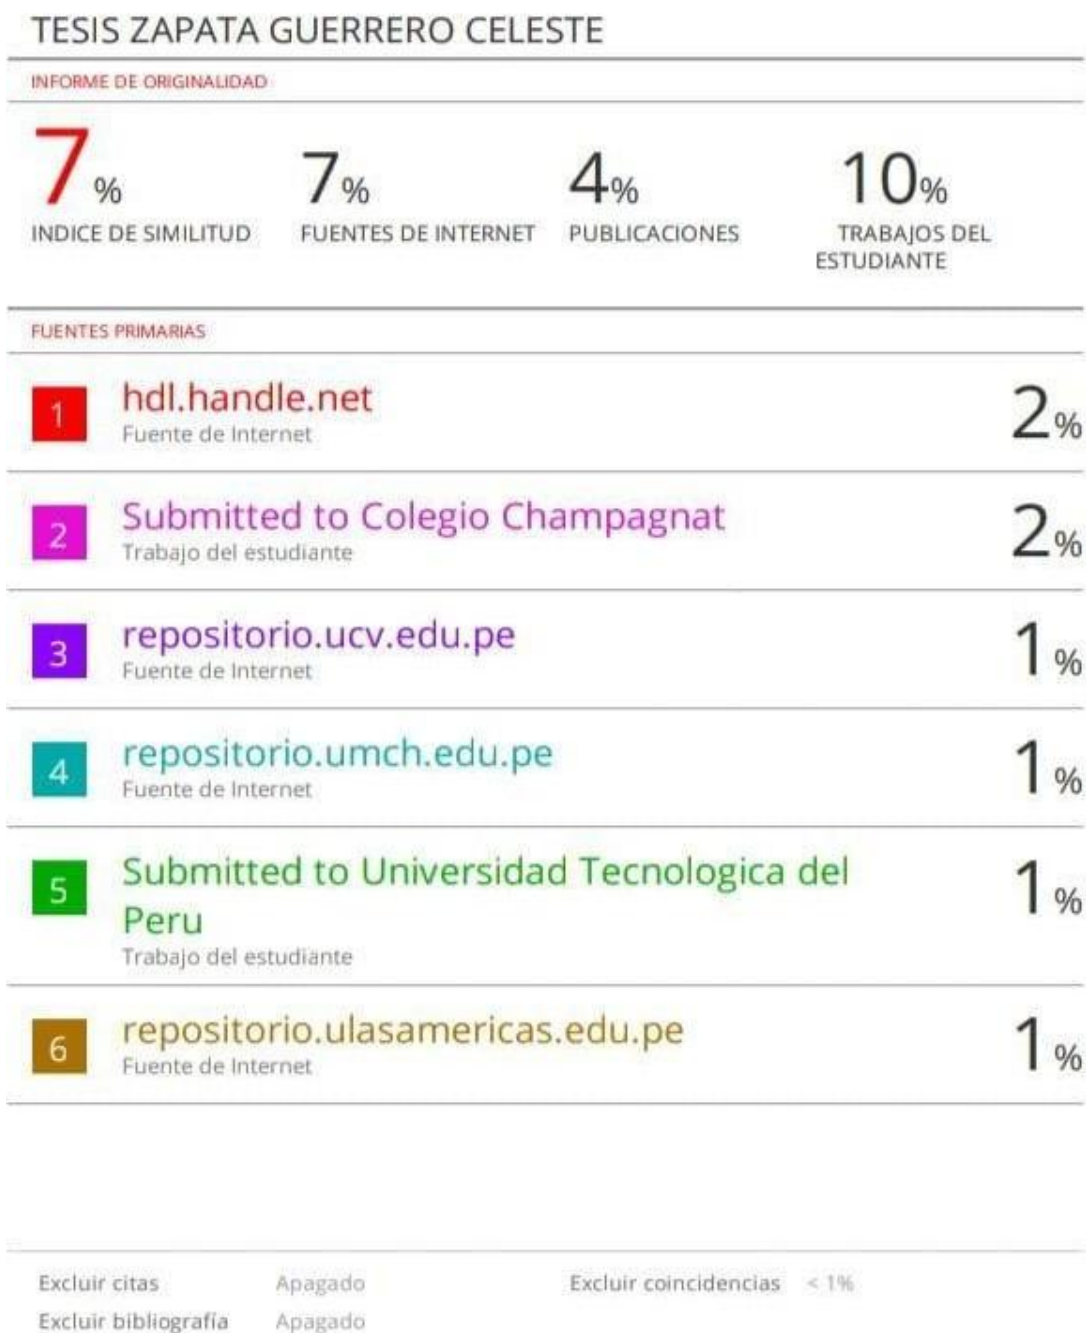 TESIS ZAPATA GUERRERO CELESTE
INFORME DE ORIGINALIDAD
7%
INDICE DE SIMILITUD
7%
FUENTES DE INTERNET
4%
PUBLICACIONES
10%
TRABAJOS DEL
ESTUDIANTE
FUENTES PRIMARIAS
1
hdl.handle.net
Fuente de Internet
2%
2
Submitted to Colegio Champagnat
Trabajo del estudiante
2%
3
repositorio.ucv.edu.pe
Fuente de Internet
1%
4
repositorio.umch.edu.pe
Fuente de Internet
1%
5
Submitted to Universidad Tecnologica del
Peru
Trabajo del estudiante
1%
6
repositorio.ulasamericas.edu.pe
Fuente de Internet
1%
Excluir citas Apagado Excluir coincidencias < 1%
Excluir bibliografía Apagado